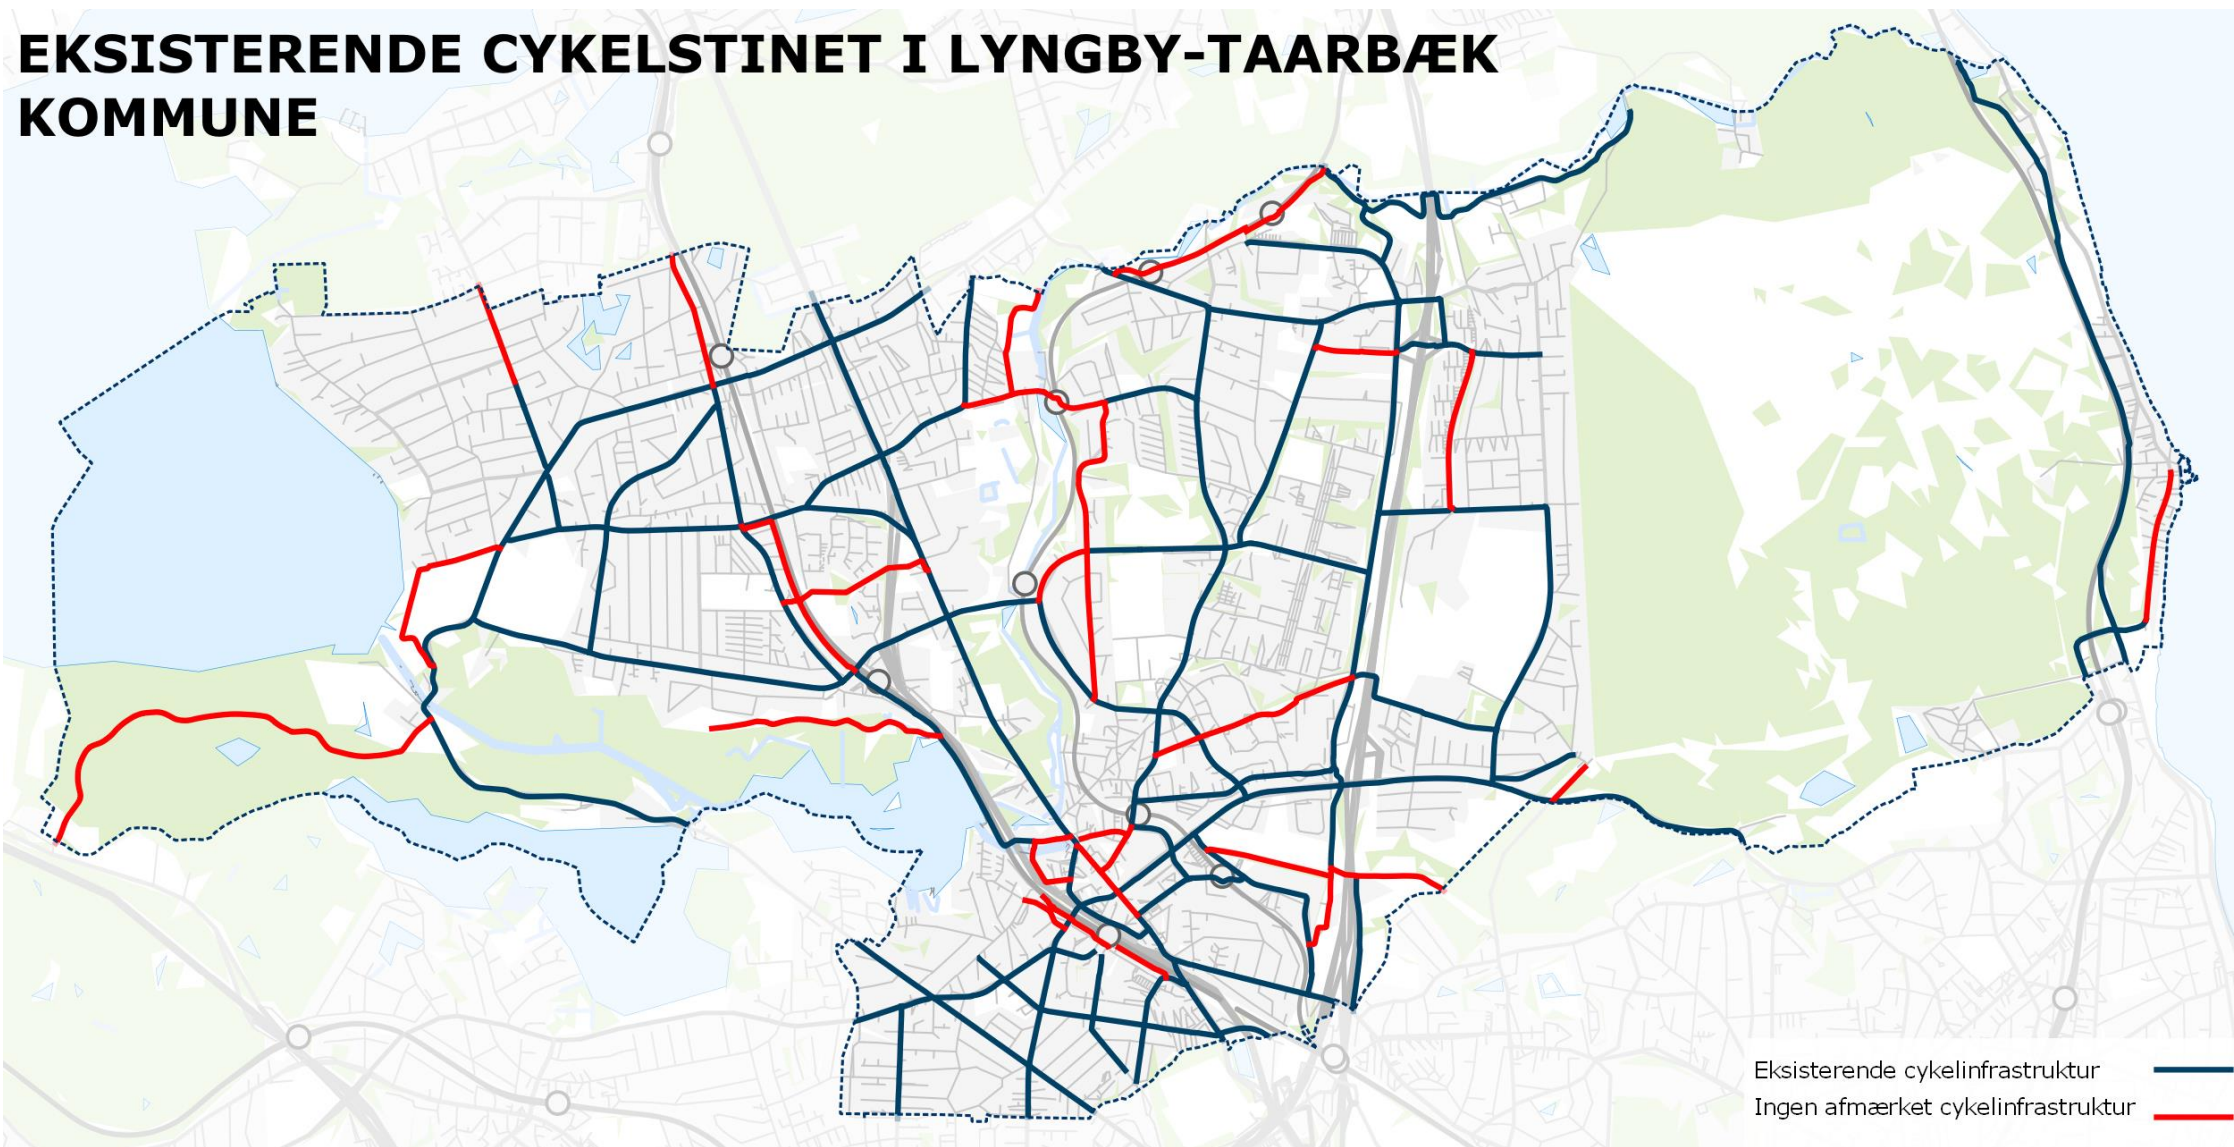 EKSISTERENDE CYKELSTINET I LYNGBY-TAARBÆK
KOMMUNE
Eksisterende cykelinfrastruktur
Ingen afmærket cykelinfrastruktur